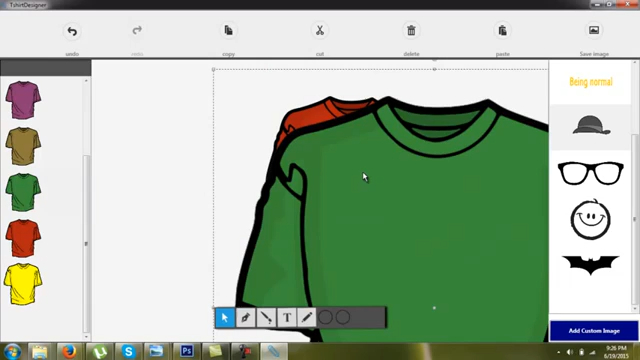 TshirtDesigner
undo
copy
cut
delete
paste
Save image
Being normal
T
Add Custom Image
9:26 PM
6/19/2015